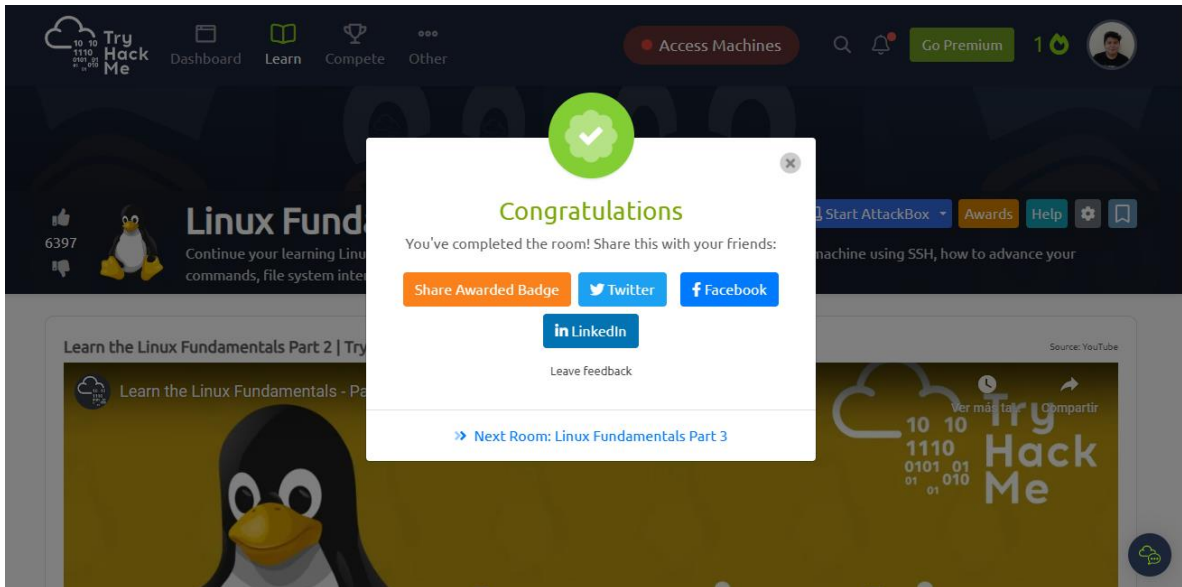 Try
Hack
Me
Dashboard
Learn
Compete
Other
Access Machines
Go Premium
1
Congratulations
You've completed the room! Share this with your friends:
Share Awarded Badge
Twitter
Facebook
LinkedIn
Leave feedback
Next Room: Linux Fundamentals Part 3
6397
Linux Fund
Start AttackBox
Awards
Help
Continue your learning Linu
machine using SSH, how to advance your
commands, file system inter
Learn the Linux Fundamentals Part 2 | Try
Source: YouTube
Learn the Linux Fundamentals - Pa
Ver más ta
Compartir
10 10
1110
0101 01
01 010
01
Try
Hack
Me